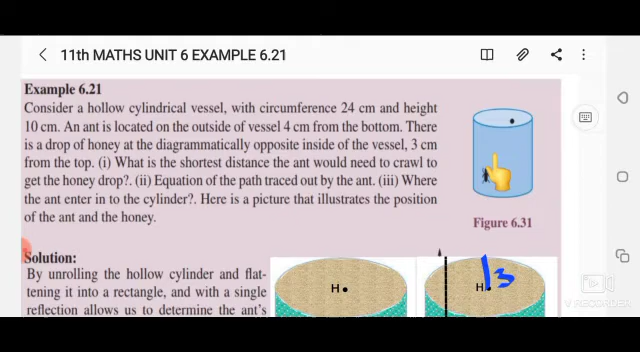 11th MATHS UNIT 6 EXAMPLE 6.21
Example 6.21
Consider a hollow cylindrical vessel, with circumference 24 cm and height
10 cm. An ant is located on the outside of vessel 4 cm from the bottom. There
is a drop of honey at the diagrammatically opposite inside of the vessel, 3 cm
from the top. (i) What is the shortest distance the ant would need to crawl to
get the honey drop?. (ii) Equation of the path traced out by the ant. (iii) Where
the ant enter in to the cylinder?. Here is a picture that illustrates the position
of the ant and the honey.
Figure 6.31
Solution:
By unrolling the hollow cylinder and flat-
tening it into a rectangle, and with a single
reflection allows us to determine the ant's
H
H
3
V RECORDER